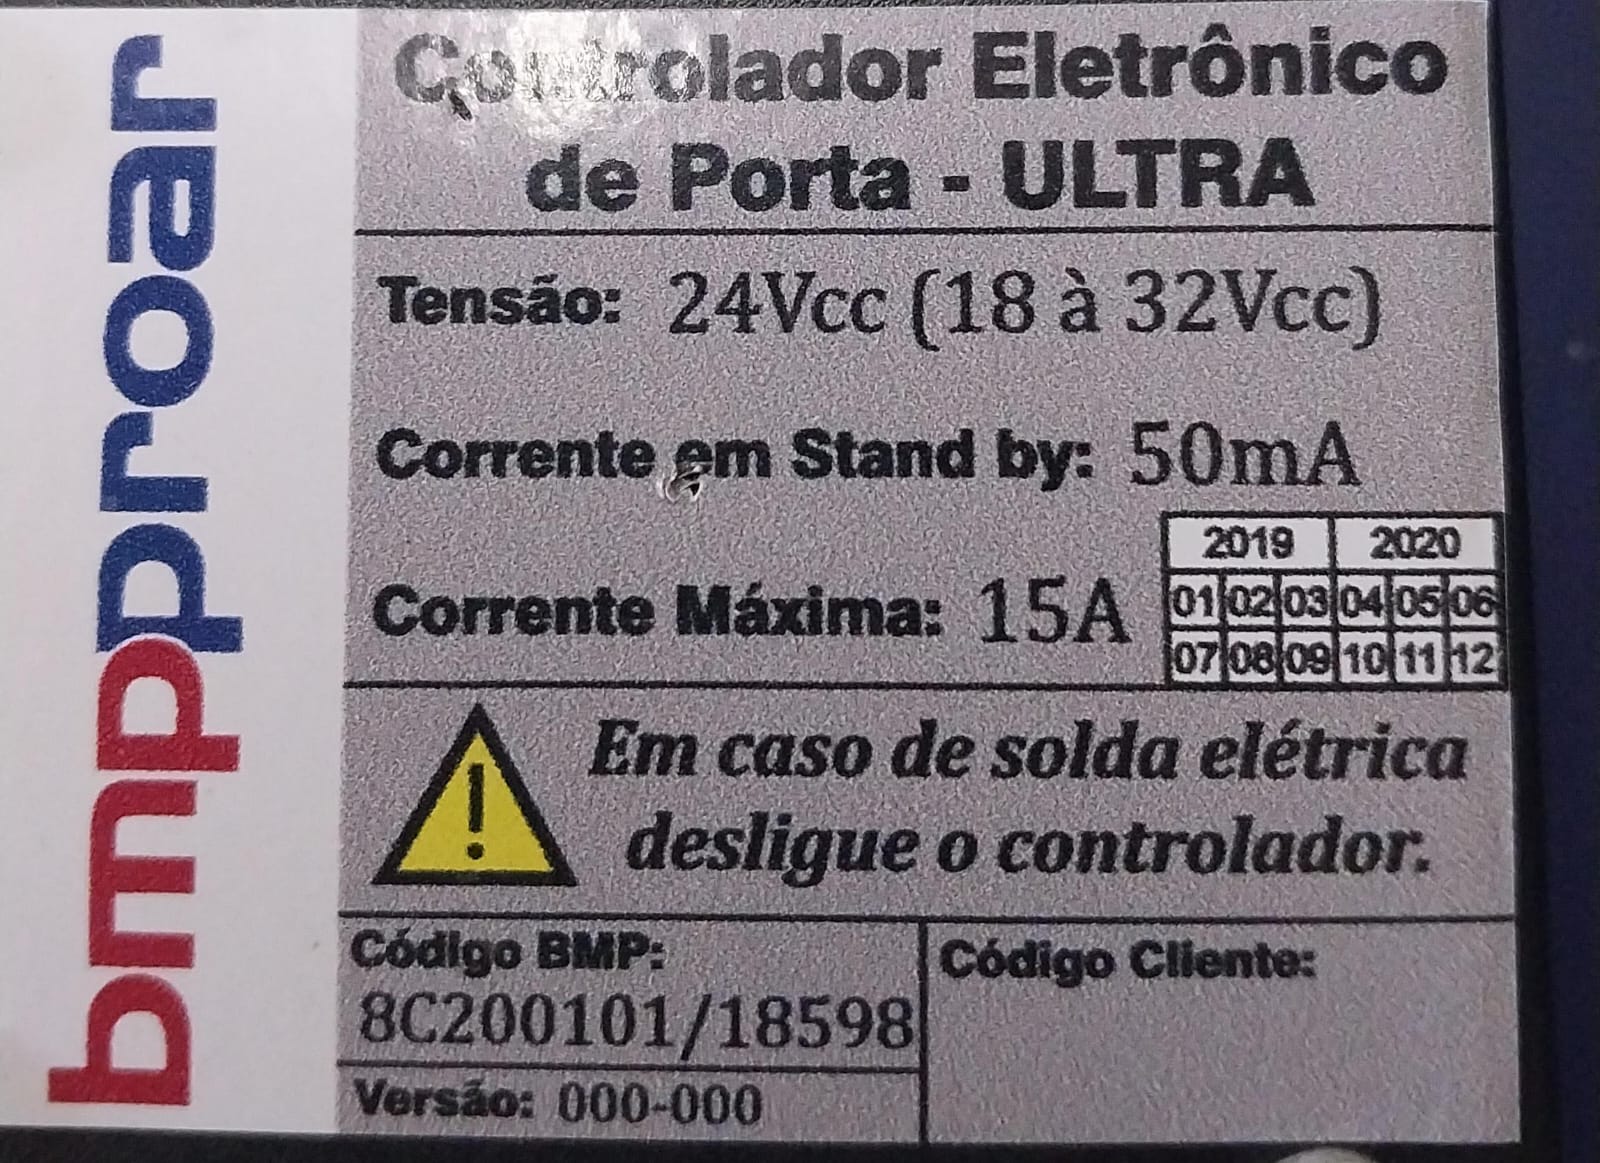 bmpproar
Controlador Eletrônico
de Porta - ULTRA
Tensão: 24Vcc (18 à 32Vcc)
Corrente em Stand by: 50mA
Corrente Máxima: 15A
2019 2020
01 02 03 04 05 06
07 08 09 10 11 12
Em caso de solda elétrica
desligue o controlador.
Código BMP:
8C200101/18598
Versão: 000-000
Código Cliente: